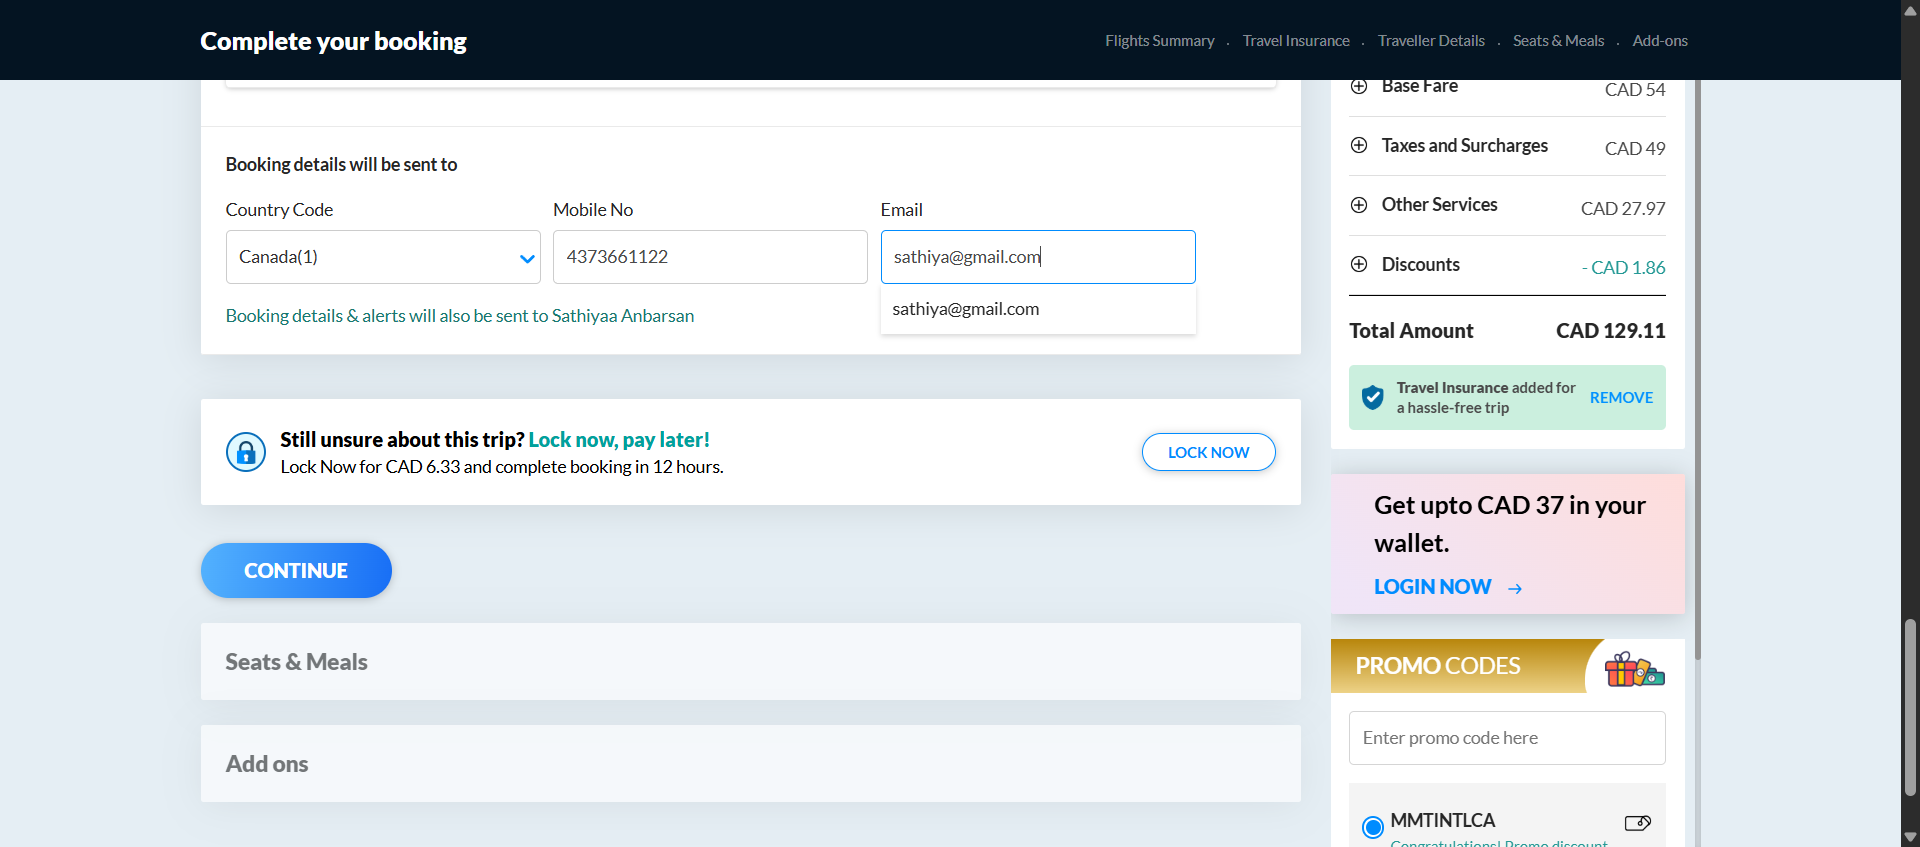 Complete your booking
Flights Summary . Travel Insurance . Traveller Details . Seats & Meals . Add-ons
Booking details will be sent to
Country Code
Mobile No
Email
Canada(1)
4373661122
sathiya@gmail.com
sathiya@gmail.com
Booking details & alerts will also be sent to Sathiyaa Anbarsan
Still unsure about this trip? Lock now, pay later!
Lock Now for CAD 6.33 and complete booking in 12 hours.
LOCK NOW
CONTINUE
Seats & Meals
Add ons
Base Fare CAD 54
Taxes and Surcharges CAD 49
Other Services CAD 27.97
Discounts - CAD 1.86
Total Amount CAD 129.11
Travel Insurance added for
a hassle-free trip
REMOVE
Get upto CAD 37 in your
wallet.
LOGIN NOW →
PROMO CODES
Enter promo code here
MMTINTLCA
Congratulations! Promo discount